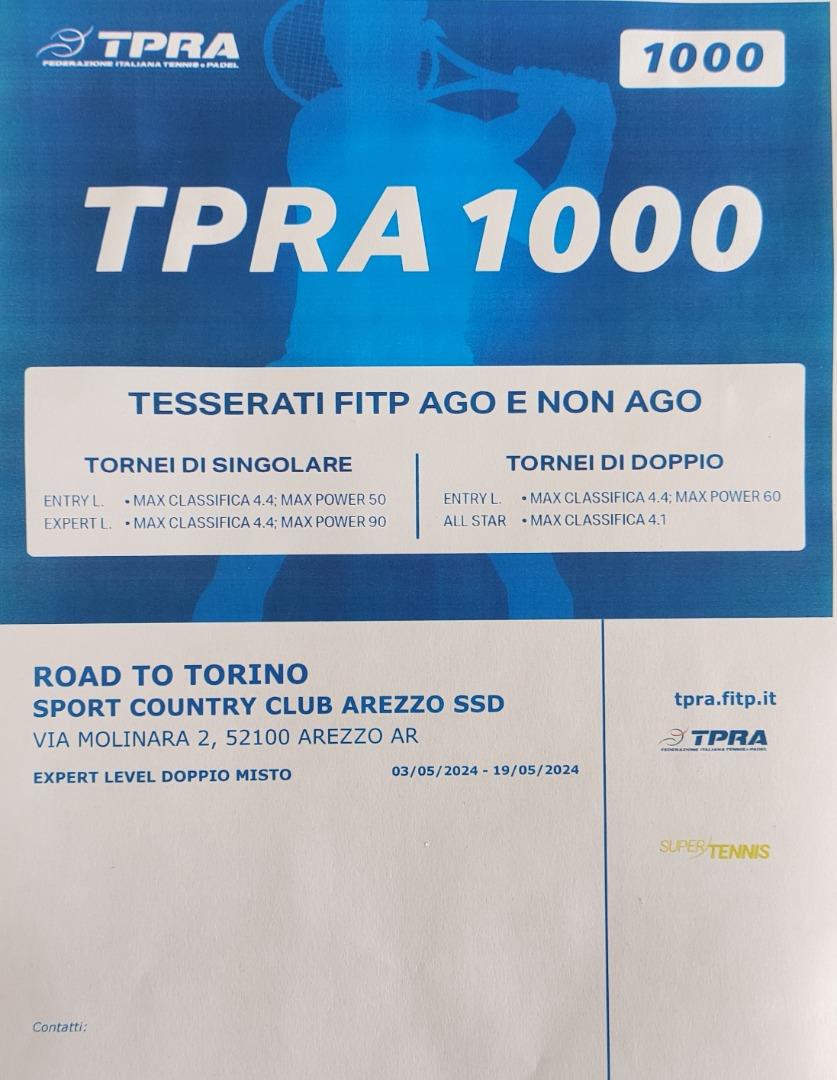 TPRA
FEDERAZIONE ITALIANA TENNIS e PADEL
1000
TPRA 1000
TESSERATI FITP AGO E NON AGO
TORNEI DI SINGOLARE
ENTRY L. • MAX CLASSIFICA 4.4; MAX POWER 50
EXPERT L. • MAX CLASSIFICA 4.4; MAX POWER 90
TORNEI DI DOPPIO
ENTRY L. • MAX CLASSIFICA 4.4; MAX POWER 60
ALL STAR • MAX CLASSIFICA 4.1
ROAD TO TORINO
SPORT COUNTRY CLUB AREZZO SSD
VIA MOLINARA 2, 52100 AREZZO AR
EXPERT LEVEL DOPPIO MISTO 03/05/2024 - 19/05/2024
Contatti:
tpra.fitp.it
TPRA
FEDERAZIONE ITALIANA TENNIS e PADEL
SUPER TENNIS